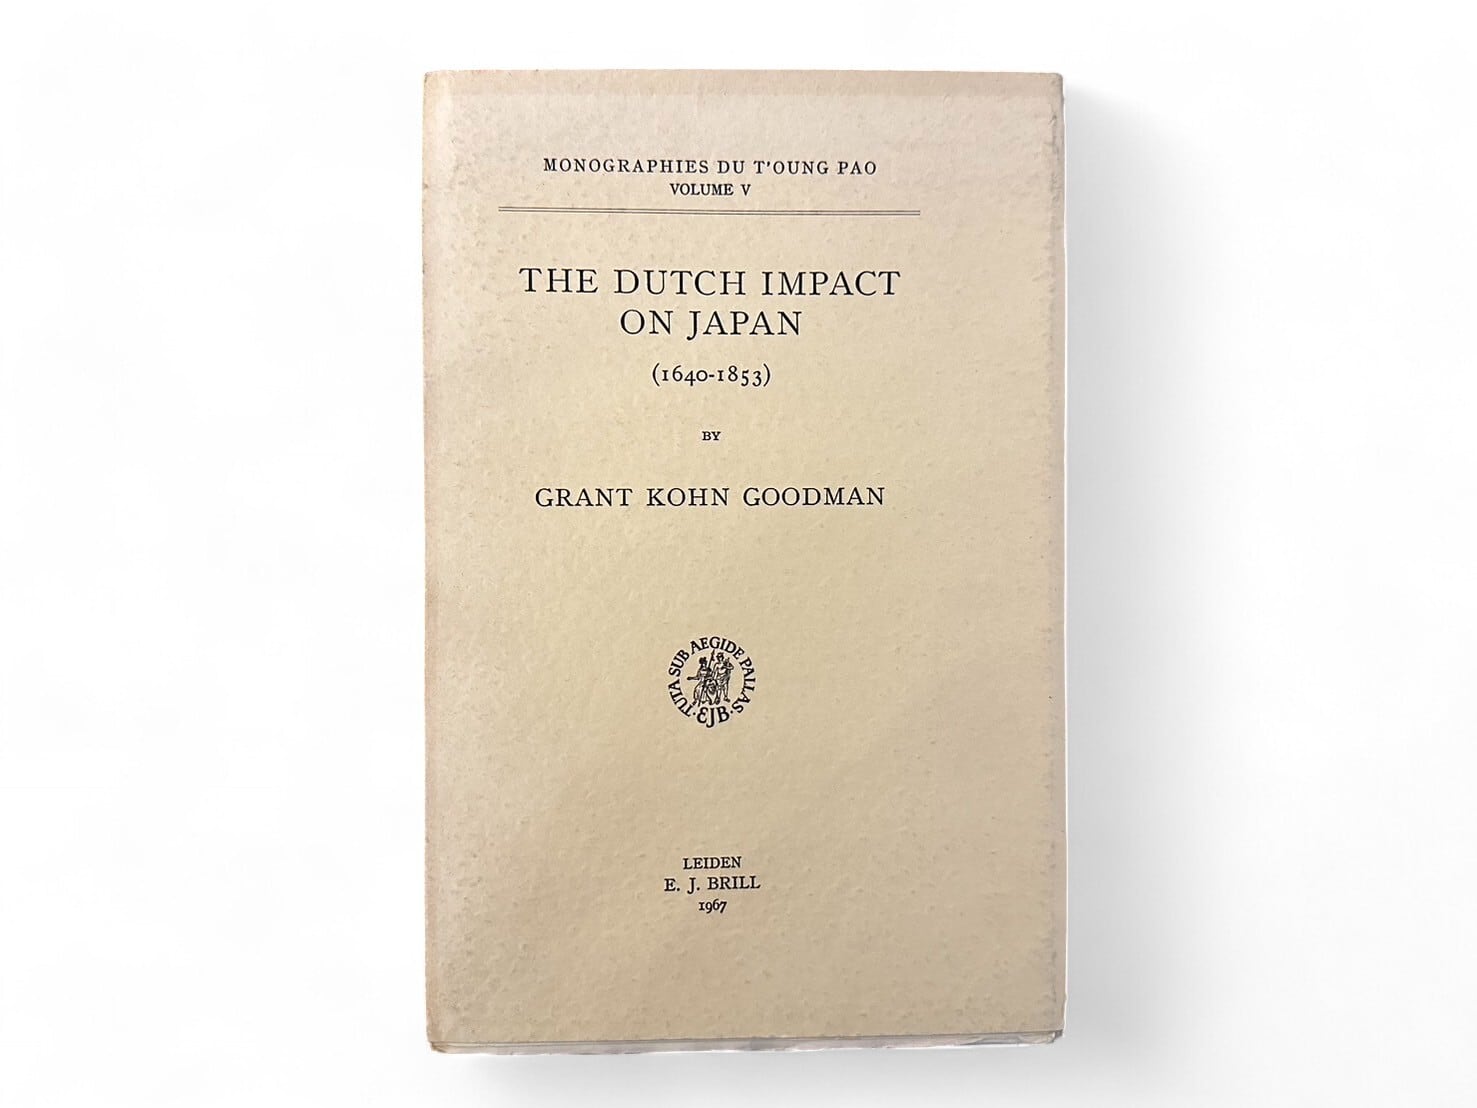 MONOGRAPHIES DU T'OUNG PAO
VOLUME V
THE DUTCH IMPACT
ON JAPAN
(1640-1853)
BY
GRANT KOHN GOODMAN
TUTA SUB AEGIDE PALLAS
·EJB·
LEIDEN
E. J. BRILL
1967